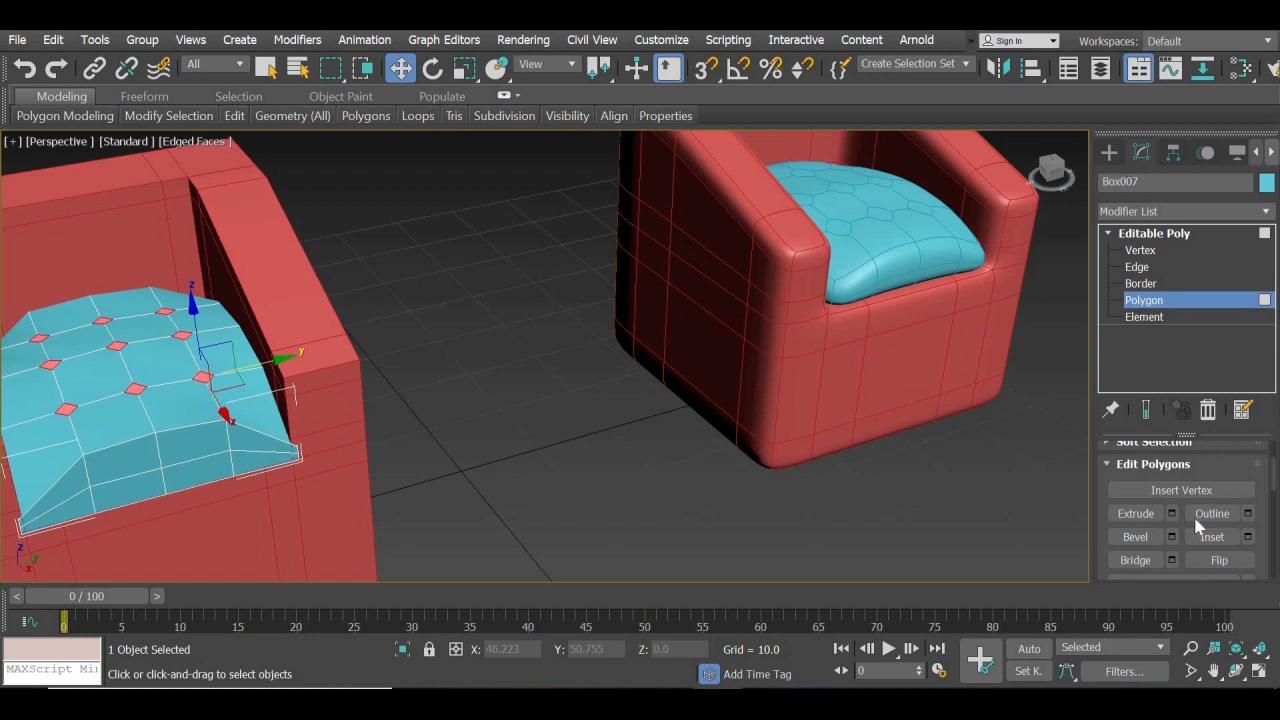 File Edit Tools Group Views Create Modifiers Animation Graph Editors Rendering Civil View Customize Scripting Interactive Content Arnold » Sign In Workspaces: Default
All View 3 Create Selection Set
Modeling Freeform Selection Object Paint Populate
Polygon Modeling Modify Selection Edit Geometry (All) Polygons Loops Tris Subdivision Visibility Align Properties
[+] [Perspective ] [Standard ] [Edged Faces ]
Box007
Modifier List
Editable Poly
Vertex
Edge
Border
Polygon
Element
z
y
x
Soft Selection
Edit Polygons
Insert Vertex
Extrude Outline
Bevel Inset
Bridge Flip
z
y
x
< 0 / 100 >
0 5 10 15 20 25 30 35 40 45 50 55 60 65 70 75 80 85 90 95 100
1 Object Selected X: 46.223 Y: 50.755 Z: 0.0 Grid = 10.0 Auto Selected
MAXScript Mi Click or click-and-drag to select objects Add Time Tag 0 Set K. Filters...